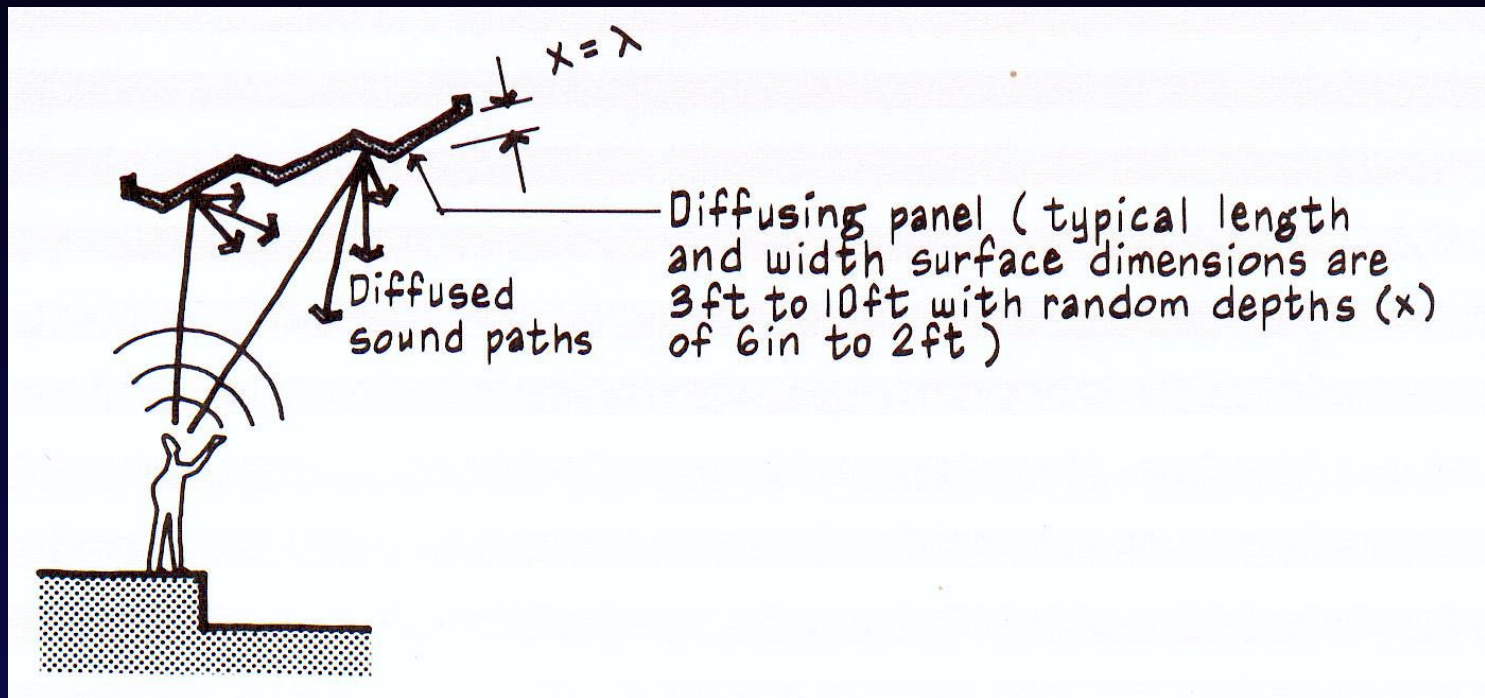 x = λ
Diffusing panel ( typical length
and width surface dimensions are
3ft to 10ft with random depths (x)
of 6in to 2ft )
Diffused
sound paths